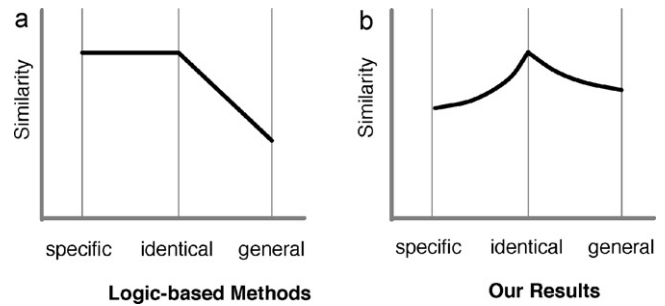 a
Similarity
specific identical general
Logic-based Methods
b
Similarity
specific identical general
Our Results